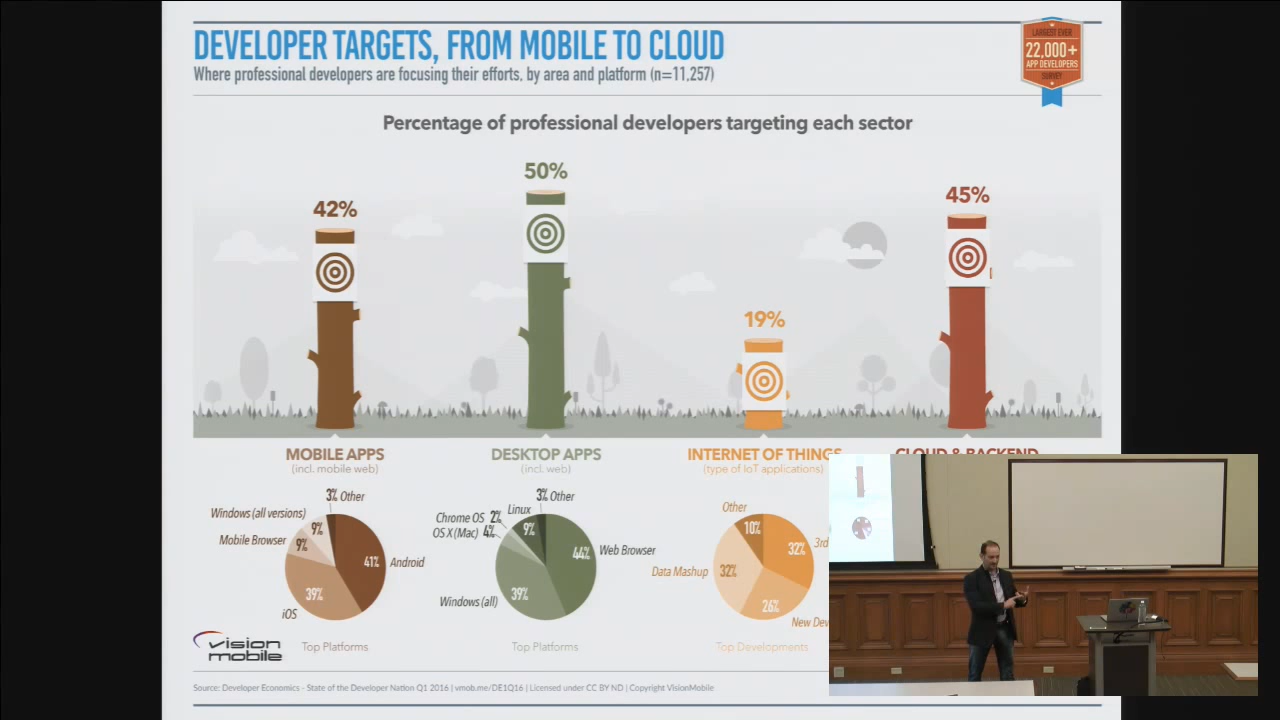 DEVELOPER TARGETS, FROM MOBILE TO CLOUD
Where professional developers are focusing their efforts, by area and platform (n=11,257)
LARGEST EVER
22,000+
APP DEVELOPERS
SURVEY
Percentage of professional developers targeting each sector
42%
50%
19%
45%
MOBILE APPS
(incl. mobile web)
DESKTOP APPS
(incl. web)
INTERNET OF THINGS
(type of IoT applications)
CLOUD & BACKEND
3% Other
Windows (all versions)
9%
Mobile Browser
9%
41% Android
39%
iOS
Top Platforms
3% Other
Linux
9%
Chrome OS 2%
OS X (Mac) 4%
44% Web Browser
39%
Windows (all)
Top Platforms
Other
10%
32% 3rd
Data Mashup 32%
26%
New Dev
Top Developments
vision
mobile
Source: Developer Economics - State of the Developer Nation Q1 2016 | vmob.me/DE1Q16 | Licensed under CC BY ND | Copyright VisionMobile